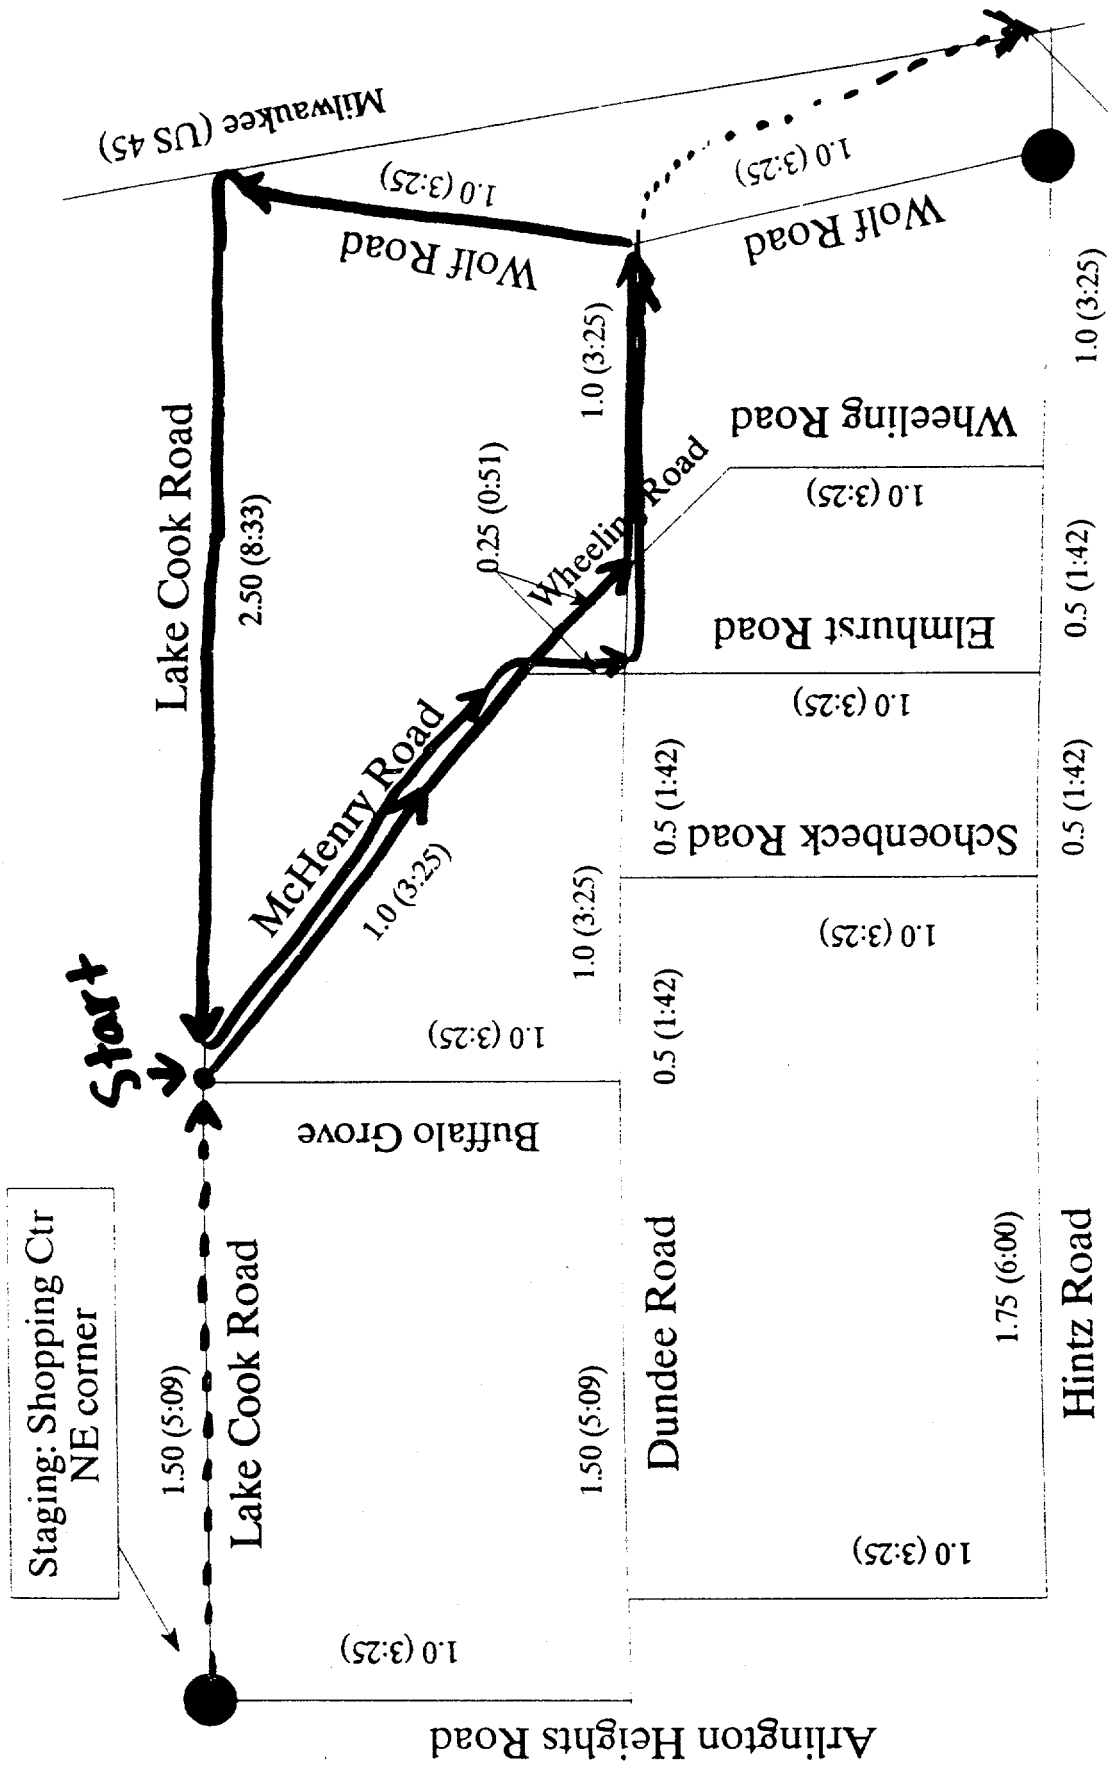 Staging: Shopping Ctr
NE corner
Start
Milwaukee (US 45)
Lake Cook Road
1.50 (5:09)
Lake Cook Road
2.50 (8:33)
1.0 (3:25)
Wolf Road
McHenry Road
1.0 (3:25)
Wheelin Road
0.25 (0:51)
1.0 (3:25)
1.0 (3:25)
Buffalo Grove
1.0 (3:25)
Arlington Heights Road
1.50 (5:09)
1.0 (3:25)
Dundee Road
0.5 (1:42)
0.5 (1:42)
1.0 (3:25)
Wolf Road
1.0 (3:25)
1.0 (3:25)
Schoenbeck Road
1.0 (3:25)
Elmhurst Road
1.0 (3:25)
Wheeling Road
1.75 (6:00)
Hintz Road
0.5 (1:42)
0.5 (1:42)
1.0 (3:25)